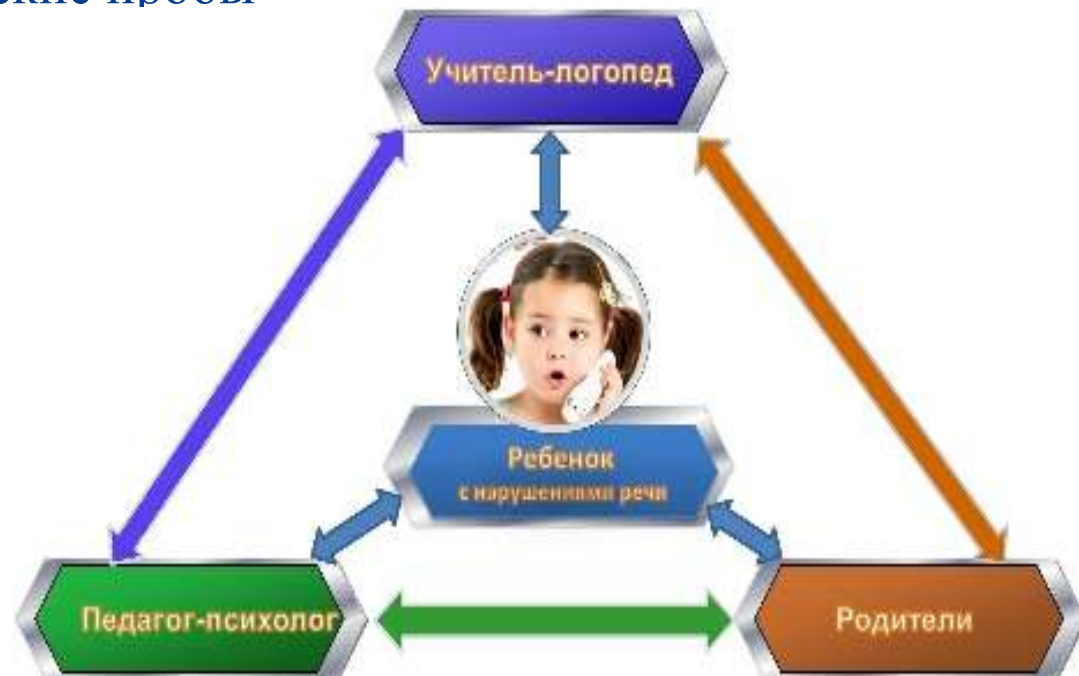 Учитель-логопед
Ребенок
с нарушениями речи
Педагог-психолог
Родители